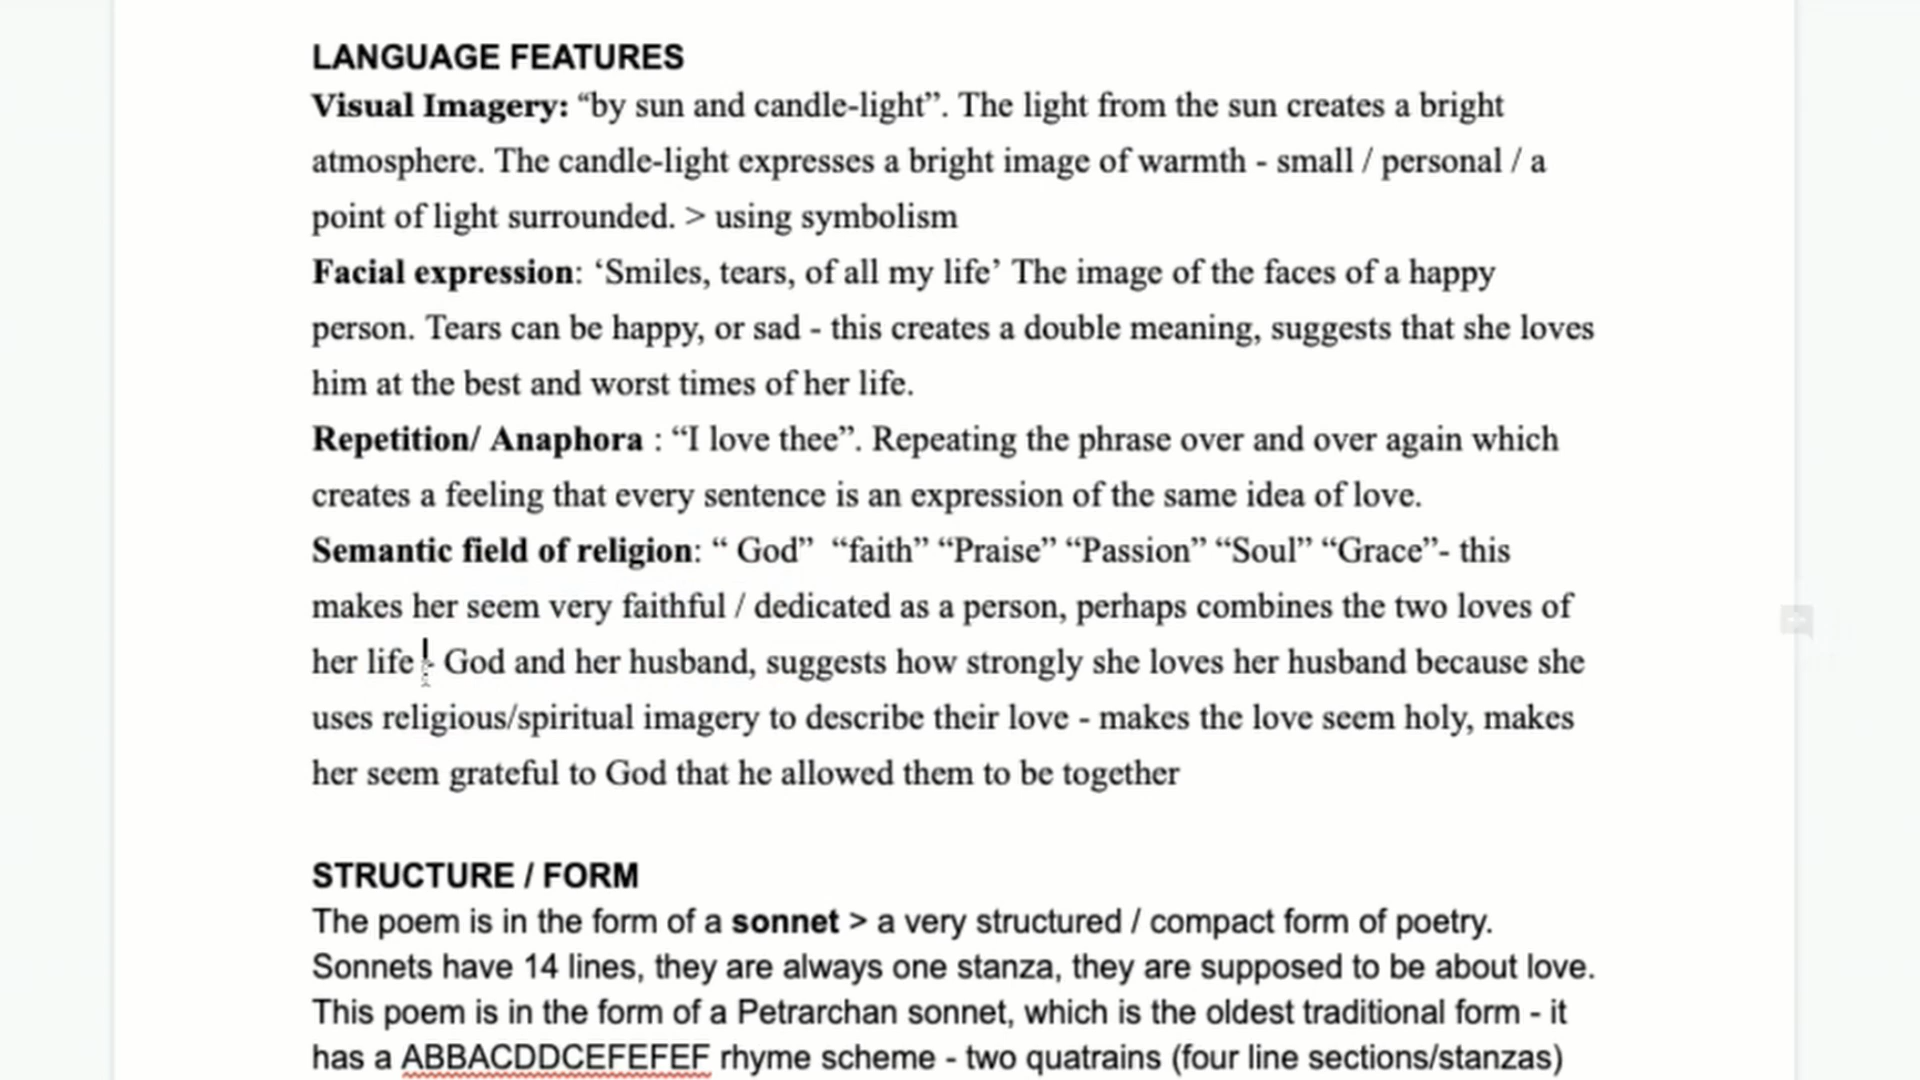 LANGUAGE FEATURES
Visual Imagery: “by sun and candle-light”. The light from the sun creates a bright
atmosphere. The candle-light expresses a bright image of warmth - small / personal / a
point of light surrounded. > using symbolism
Facial expression: ‘Smiles, tears, of all my life’ The image of the faces of a happy
person. Tears can be happy, or sad - this creates a double meaning, suggests that she loves
him at the best and worst times of her life.
Repetition/ Anaphora : “I love thee”. Repeating the phrase over and over again which
creates a feeling that every sentence is an expression of the same idea of love.
Semantic field of religion: “ God”  “faith” “Praise” “Passion” “Soul” “Grace”- this
makes her seem very faithful / dedicated as a person, perhaps combines the two loves of
her life - God and her husband, suggests how strongly she loves her husband because she
uses religious/spiritual imagery to describe their love - makes the love seem holy, makes
her seem grateful to God that he allowed them to be together
STRUCTURE / FORM
The poem is in the form of a sonnet > a very structured / compact form of poetry.
Sonnets have 14 lines, they are always one stanza, they are supposed to be about love.
This poem is in the form of a Petrarchan sonnet, which is the oldest traditional form - it
has a ABBACDDCEFEFEF rhyme scheme - two quatrains (four line sections/stanzas)